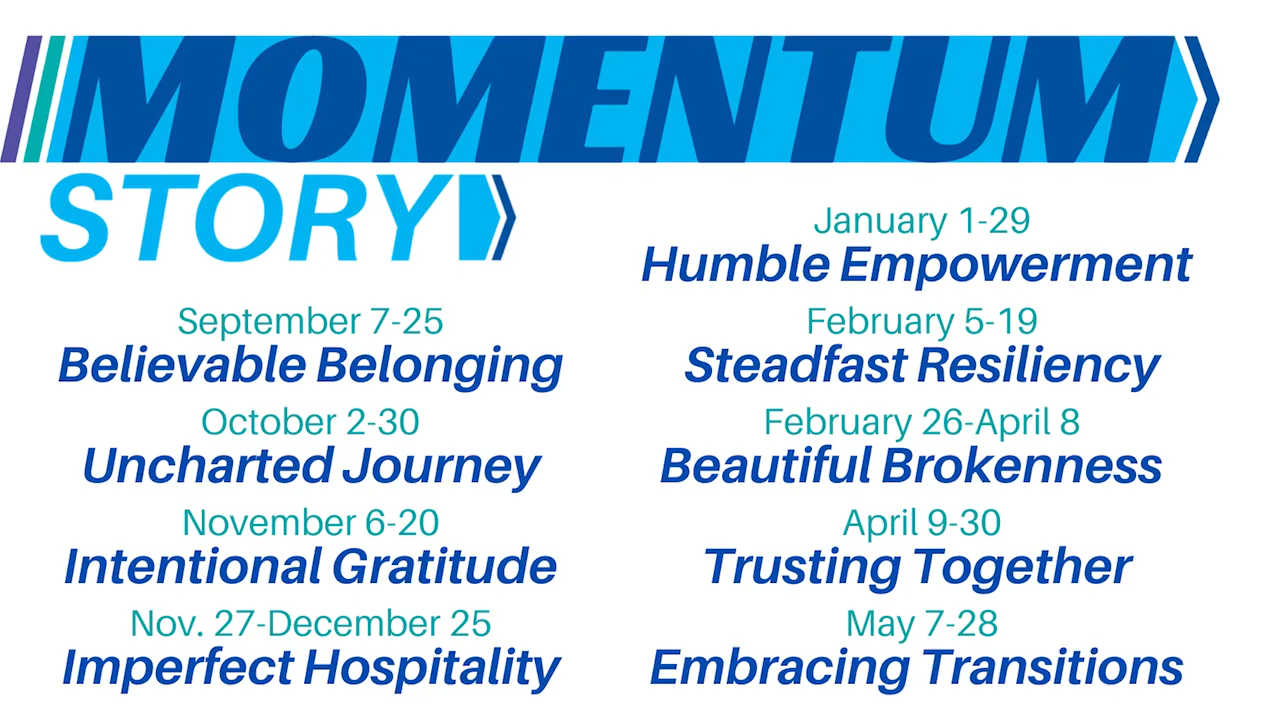 MOMENTUM
STORY
September 7-25
Believable Belonging
October 2-30
Uncharted Journey
November 6-20
Intentional Gratitude
Nov. 27-December 25
Imperfect Hospitality
January 1-29
Humble Empowerment
February 5-19
Steadfast Resiliency
February 26-April 8
Beautiful Brokenness
April 9-30
Trusting Together
May 7-28
Embracing Transitions